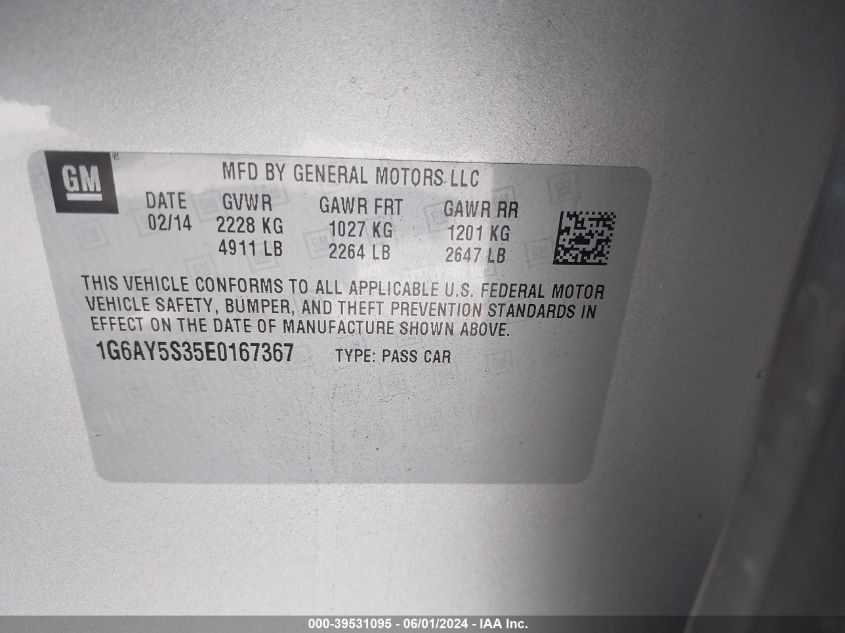 GM ®
MFD BY GENERAL MOTORS LLC
DATE GVWR GAWR FRT GAWR RR
02/14 2228 KG 1027 KG 1201 KG
4911 LB 2264 LB 2647 LB
THIS VEHICLE CONFORMS TO ALL APPLICABLE U.S. FEDERAL MOTOR
VEHICLE SAFETY, BUMPER, AND THEFT PREVENTION STANDARDS IN
EFFECT ON THE DATE OF MANUFACTURE SHOWN ABOVE.
1G6AY5S35E0167367 TYPE: PASS CAR
000-39531095 - 06/01/2024 - IAA Inc.